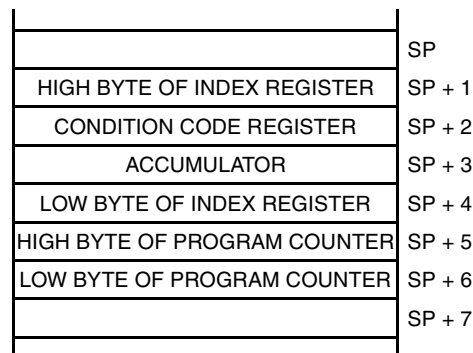 SP
HIGH BYTE OF INDEX REGISTER SP + 1
CONDITION CODE REGISTER SP + 2
ACCUMULATOR SP + 3
LOW BYTE OF INDEX REGISTER SP + 4
HIGH BYTE OF PROGRAM COUNTER SP + 5
LOW BYTE OF PROGRAM COUNTER SP + 6
SP + 7